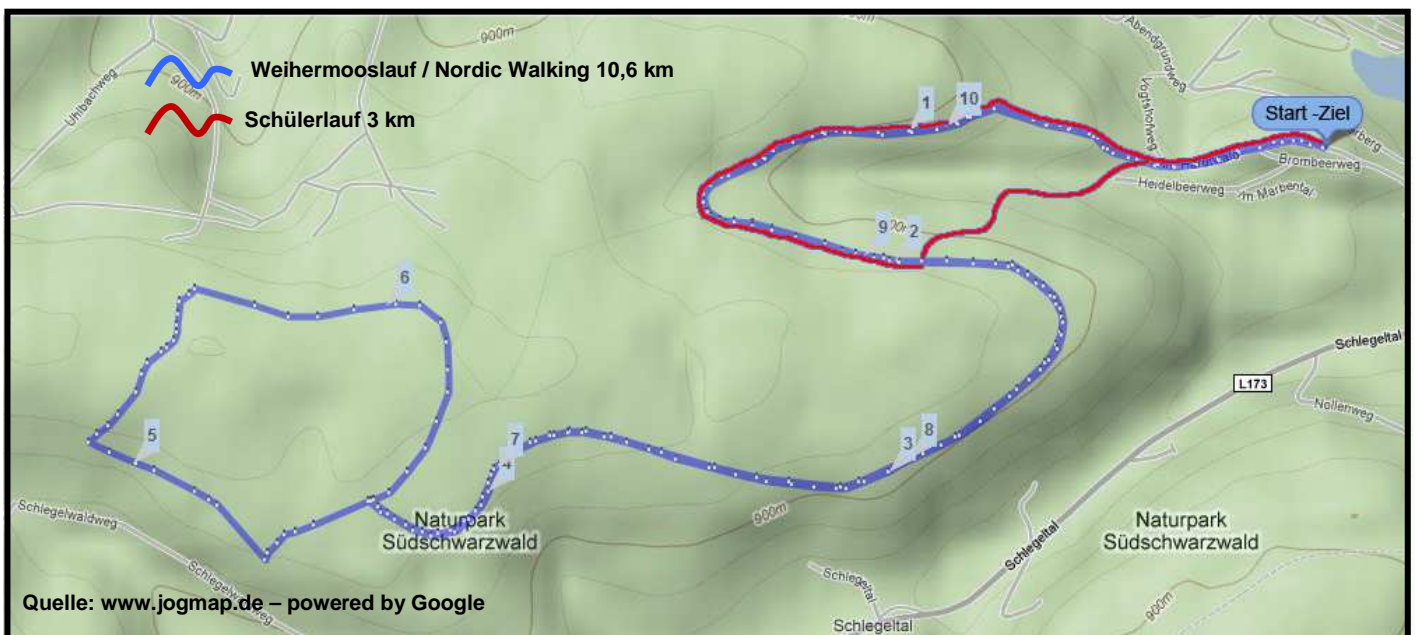 900m
Abendgrundweg
Uhlbachweg
900m
Weihermooslauf / Nordic Walking 10,6 km
Schülerlauf 3 km
Vogtshofweg
1
10
Start -Ziel
Brombeerweg
Heidelbeerweg
9
2
6
Schlegeltal
L173
Nollenweg
5
7
4
3
8
Schlegelwaldweg
900m
Naturpark
Südschwarzwald
Naturpark
Südschwarzwald
Schlegeltal
Schlegelwaldweg
Schlegeltal
900m
Quelle: www.jogmap.de – powered by Google
Schlegeltal